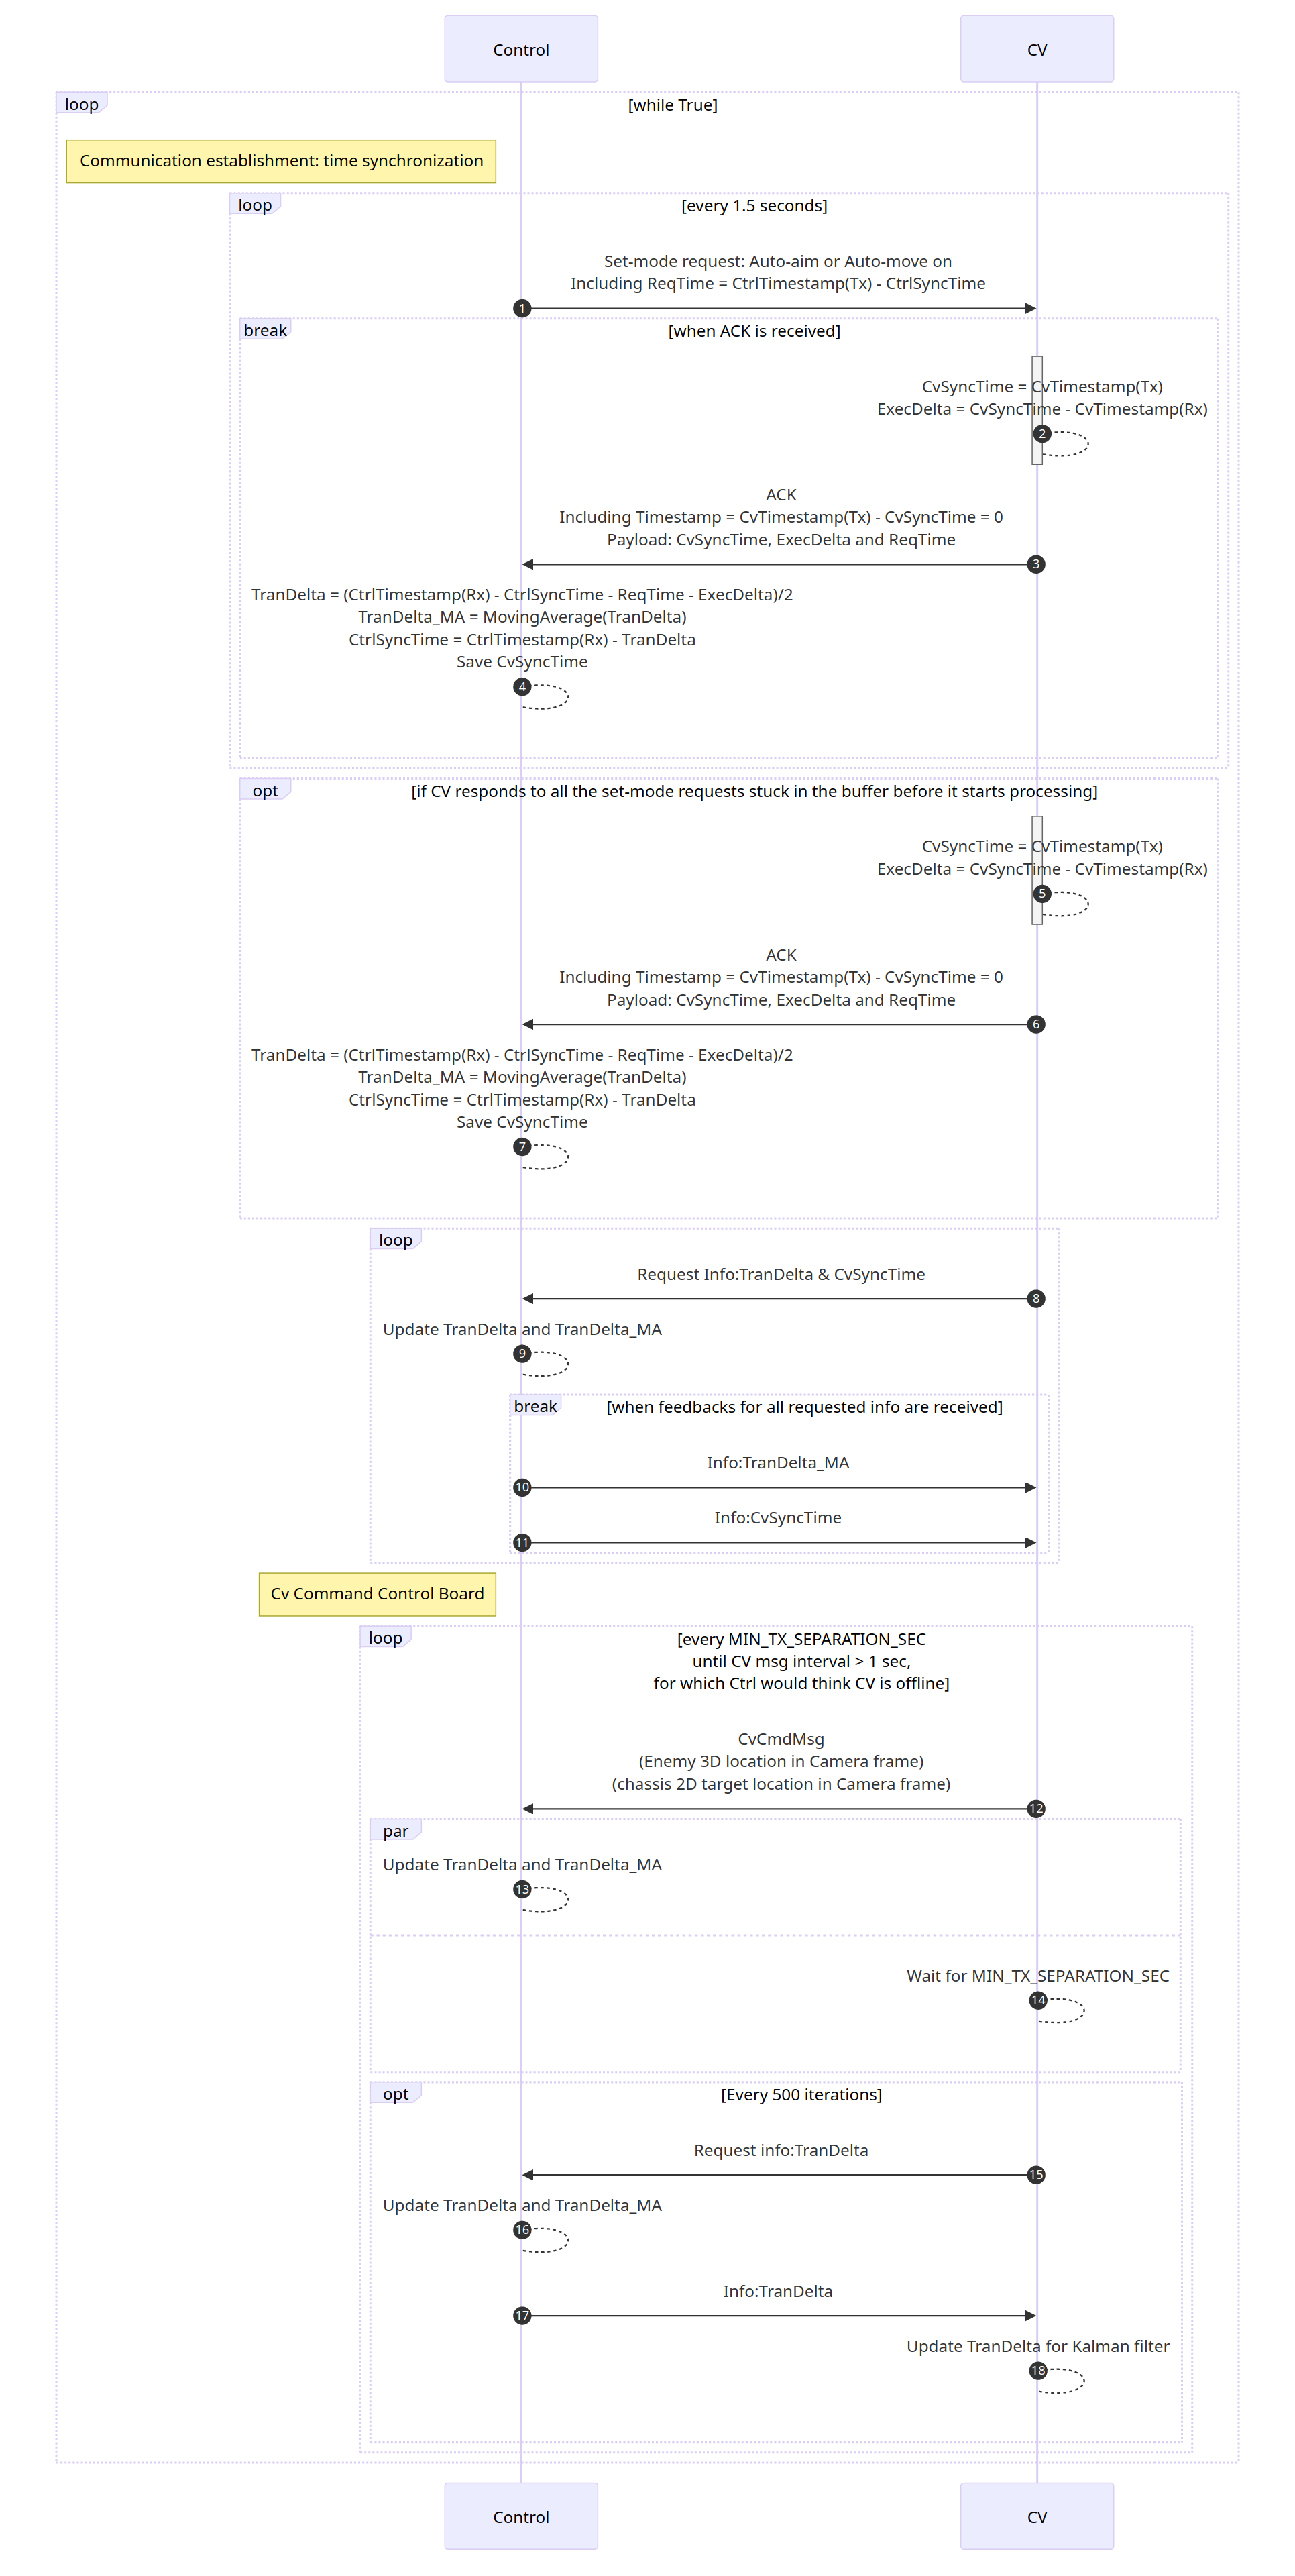 Control
CV
loop
[while True]
Communication establishment: time synchronization
loop
[every 1.5 seconds]
Set-mode request: Auto-aim or Auto-move on
Including ReqTime = CtrlTimestamp(Tx) - CtrlSyncTime
1
break
[when ACK is received]
CvSyncTime = CvTimestamp(Tx)
ExecDelta = CvSyncTime - CvTimestamp(Rx)
2
ACK
Including Timestamp = CvTimestamp(Tx) - CvSyncTime = 0
Payload: CvSyncTime, ExecDelta and ReqTime
3
TranDelta = (CtrlTimestamp(Rx) - CtrlSyncTime - ReqTime - ExecDelta)/2
TranDelta_MA = MovingAverage(TranDelta)
CtrlSyncTime = CtrlTimestamp(Rx) - TranDelta
Save CvSyncTime
4
opt
[if CV responds to all the set-mode requests stuck in the buffer before it starts processing]
CvSyncTime = CvTimestamp(Tx)
ExecDelta = CvSyncTime - CvTimestamp(Rx)
5
ACK
Including Timestamp = CvTimestamp(Tx) - CvSyncTime = 0
Payload: CvSyncTime, ExecDelta and ReqTime
6
TranDelta = (CtrlTimestamp(Rx) - CtrlSyncTime - ReqTime - ExecDelta)/2
TranDelta_MA = MovingAverage(TranDelta)
CtrlSyncTime = CtrlTimestamp(Rx) - TranDelta
Save CvSyncTime
7
loop
Request Info:TranDelta & CvSyncTime
8
Update TranDelta and TranDelta_MA
9
break
[when feedbacks for all requested info are received]
Info:TranDelta_MA
10
Info:CvSyncTime
11
Cv Command Control Board
loop
[every MIN_TX_SEPARATION_SEC
until CV msg interval > 1 sec,
for which Ctrl would think CV is offline]
CvCmdMsg
(Enemy 3D location in Camera frame)
(chassis 2D target location in Camera frame)
12
par
Update TranDelta and TranDelta_MA
13
Wait for MIN_TX_SEPARATION_SEC
14
opt
[Every 500 iterations]
Request info:TranDelta
15
Update TranDelta and TranDelta_MA
16
Info:TranDelta
17
Update TranDelta for Kalman filter
18
Control
CV